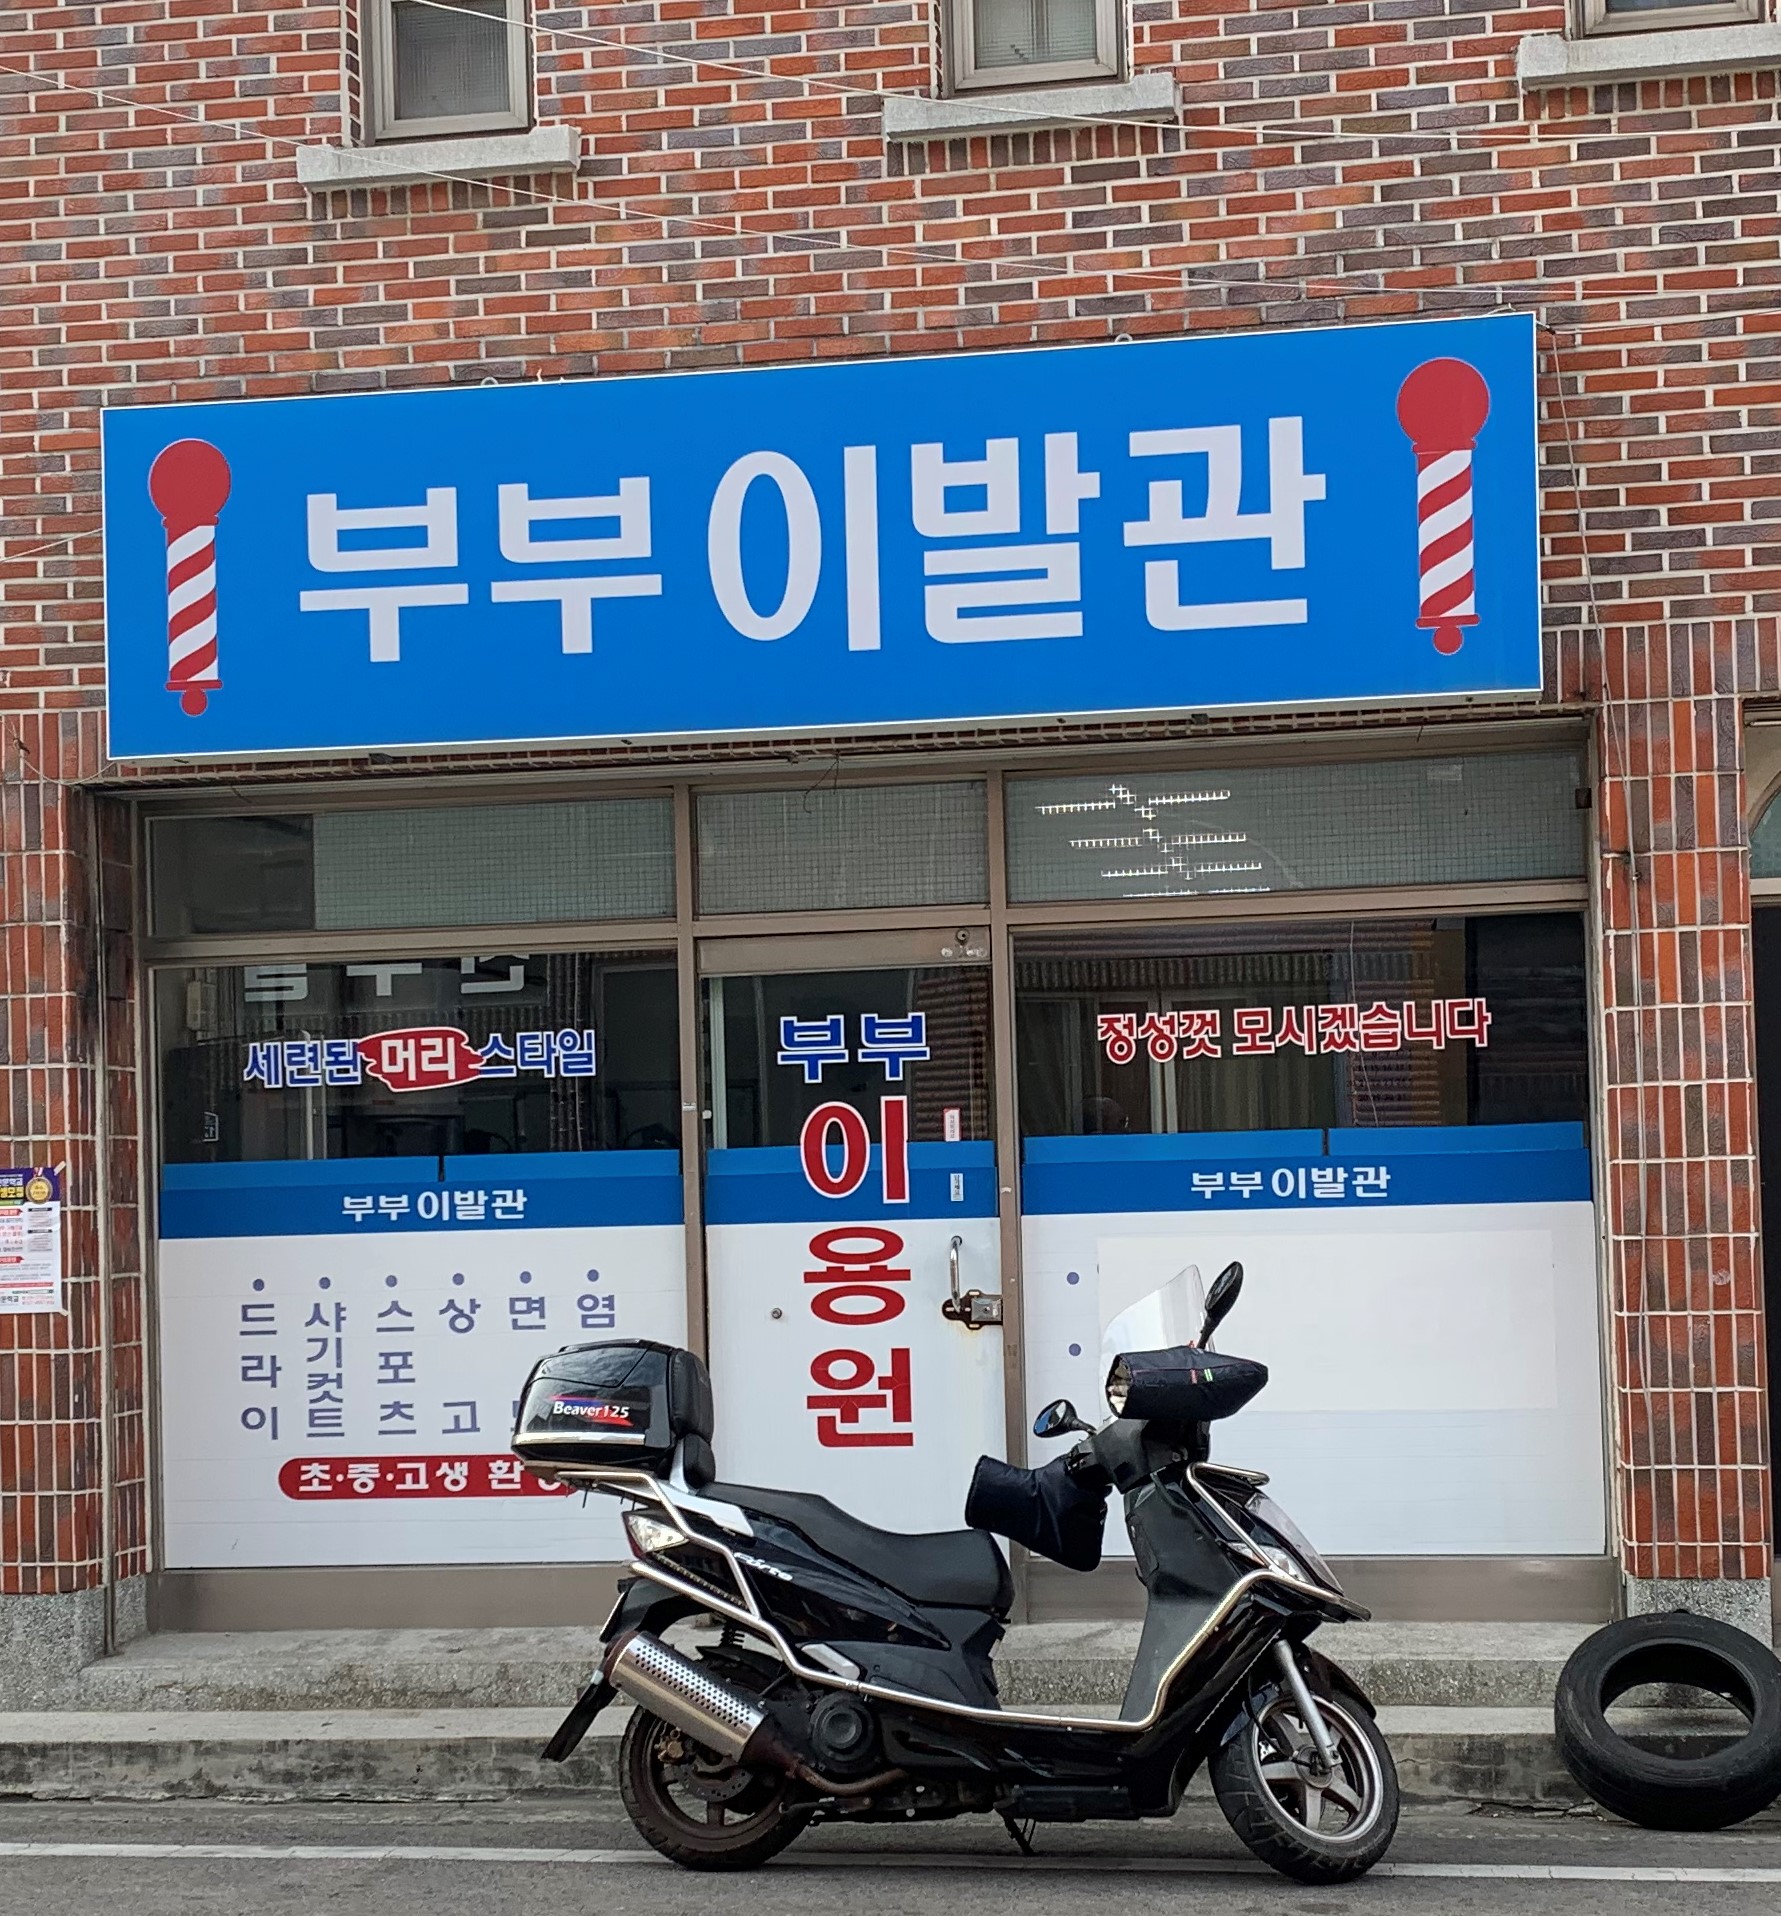 부부이발관
세련된 머리 스타일
부부
이
용
원
정성껏 모시겠습니다
부부이발관
부부이발관
드라이
샤기컷트
스포츠
상고
면
염
초·중·고생 환
Beaver125